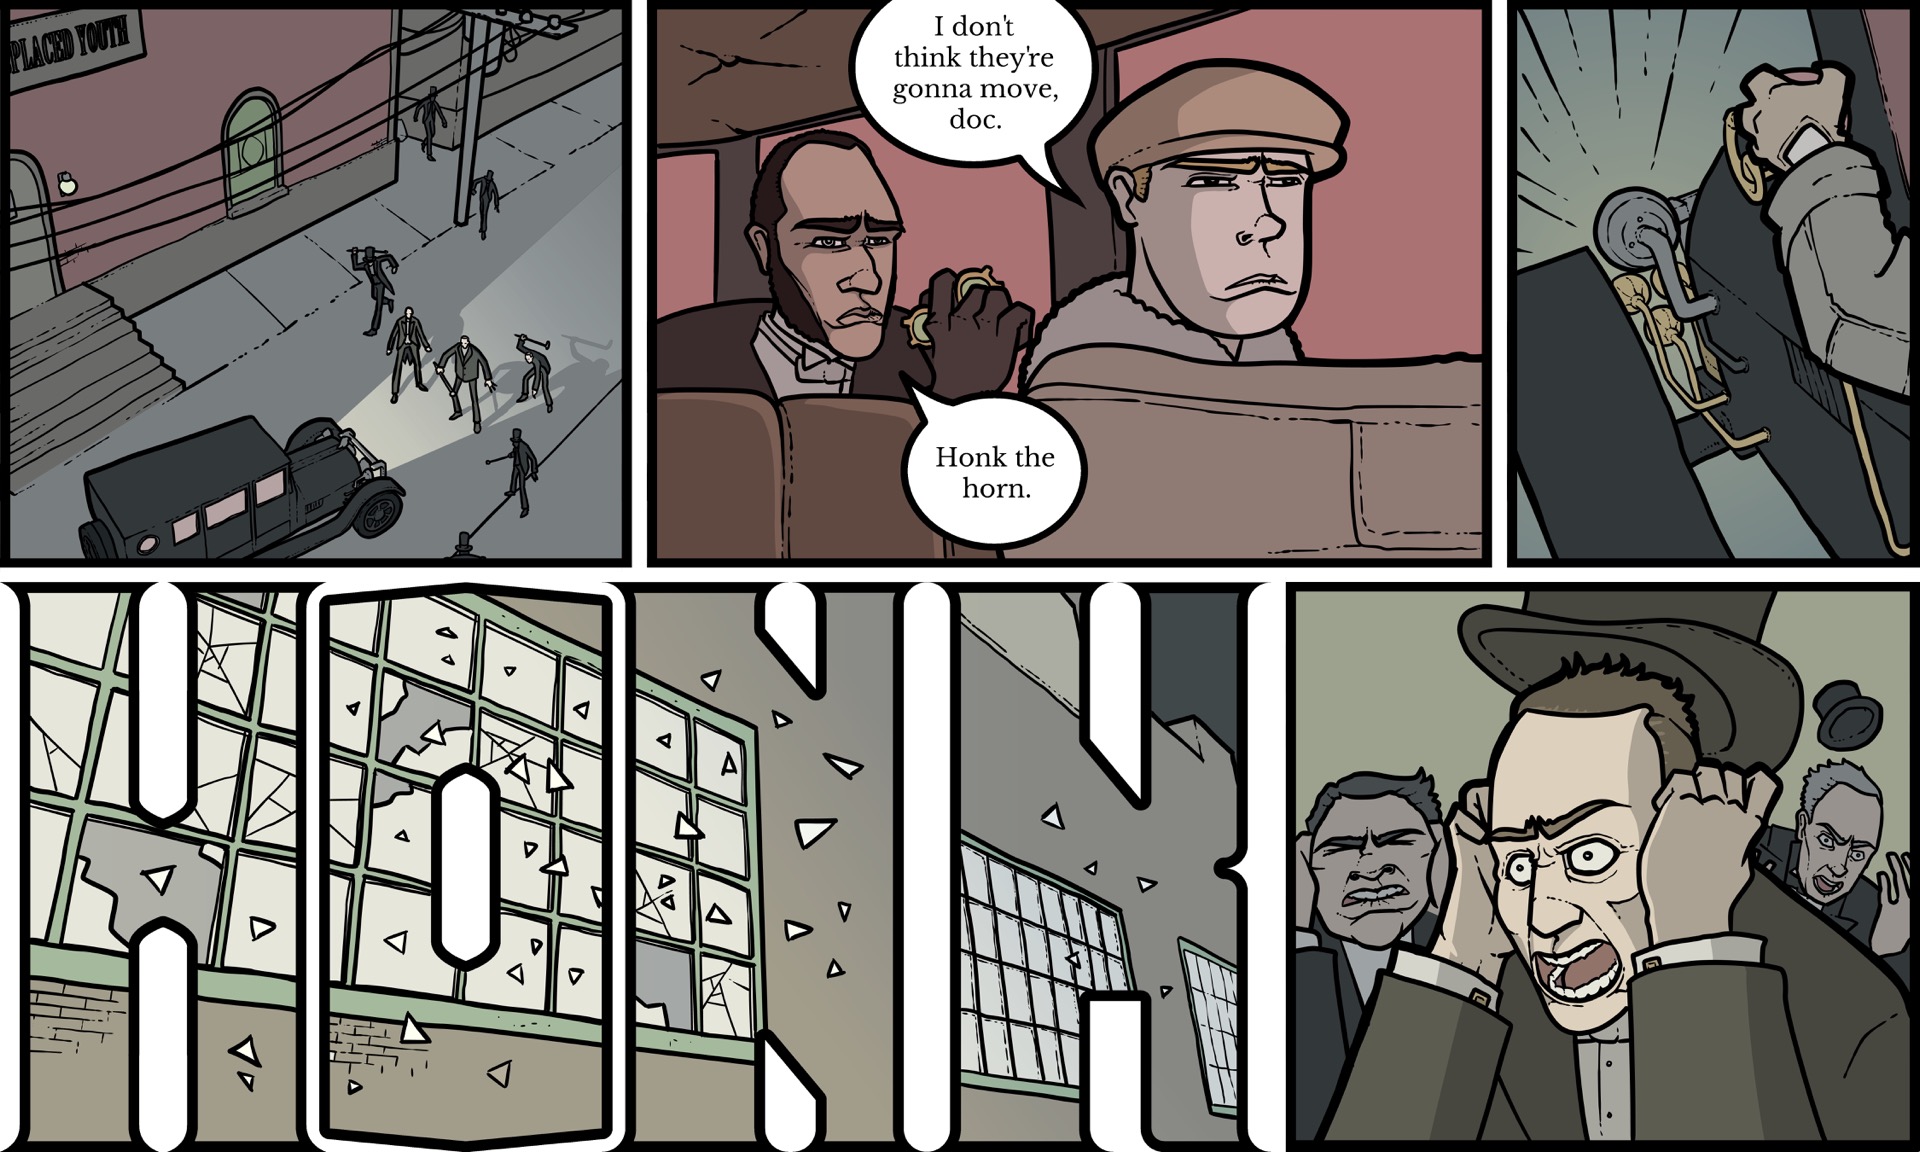 PLACED YOUTH
I don't
think they're
gonna move,
doc.
Honk the
horn.
HONK